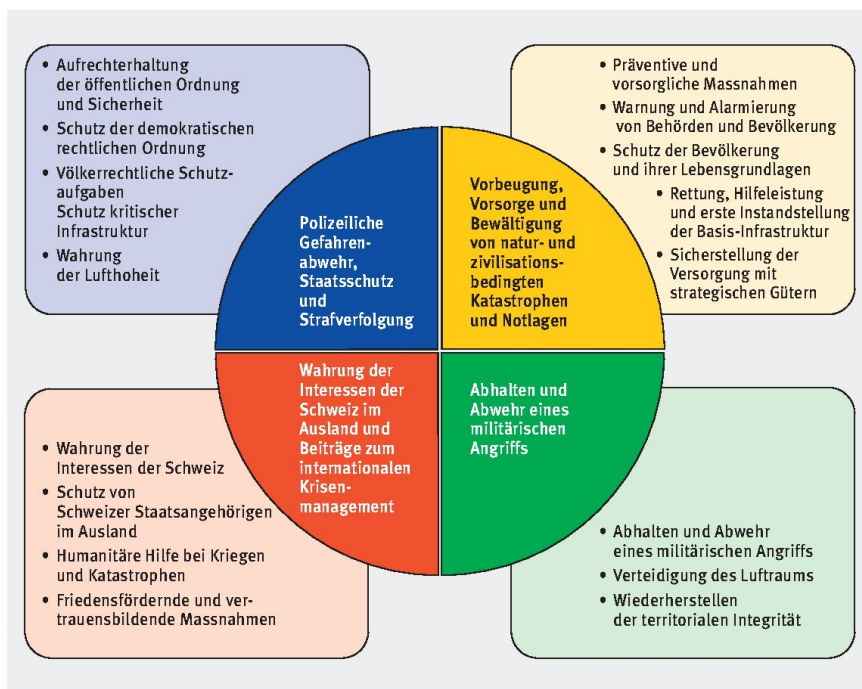 • Aufrechterhaltung
der öffentlichen Ordnung
und Sicherheit
• Schutz der demokratischen
rechtlichen Ordnung
• Völkerrechtliche Schutz-
aufgaben
Schutz kritischer
Infrastruktur
• Wahrung
der Lufthoheit
Polizeiliche
Gefahren-
abwehr,
Staatsschutz
und
Strafverfolgung
Vorbeugung,
Vorsorge und
Bewältigung
von natur- und
zivilisations-
bedingten
Katastrophen
und Notlagen
• Präventive und
vorsorgliche Massnahmen
• Warnung und Alarmierung
von Behörden und Bevölkerung
• Schutz der Bevölkerung
und ihrer Lebensgrundlagen
• Rettung, Hilfeleistung
und erste Instandstellung
der Basis-Infrastruktur
• Sicherstellung der
Versorgung mit
strategischen Gütern
• Wahrung der
Interessen der Schweiz
• Schutz von
Schweizer Staatsangehörigen
im Ausland
• Humanitäre Hilfe bei Kriegen
und Katastrophen
• Friedensfördernde und ver-
trauensbildende Massnahmen
Wahrung der
Interessen der
Schweiz im
Ausland und
Beiträge zum
internationalen
Krisen-
management
Abhalten und
Abwehr eines
militärischen
Angriffs
• Abhalten und Abwehr
eines militärischen Angriffs
• Verteidigung des Luftraums
• Wiederherstellen
der territorialen Integrität